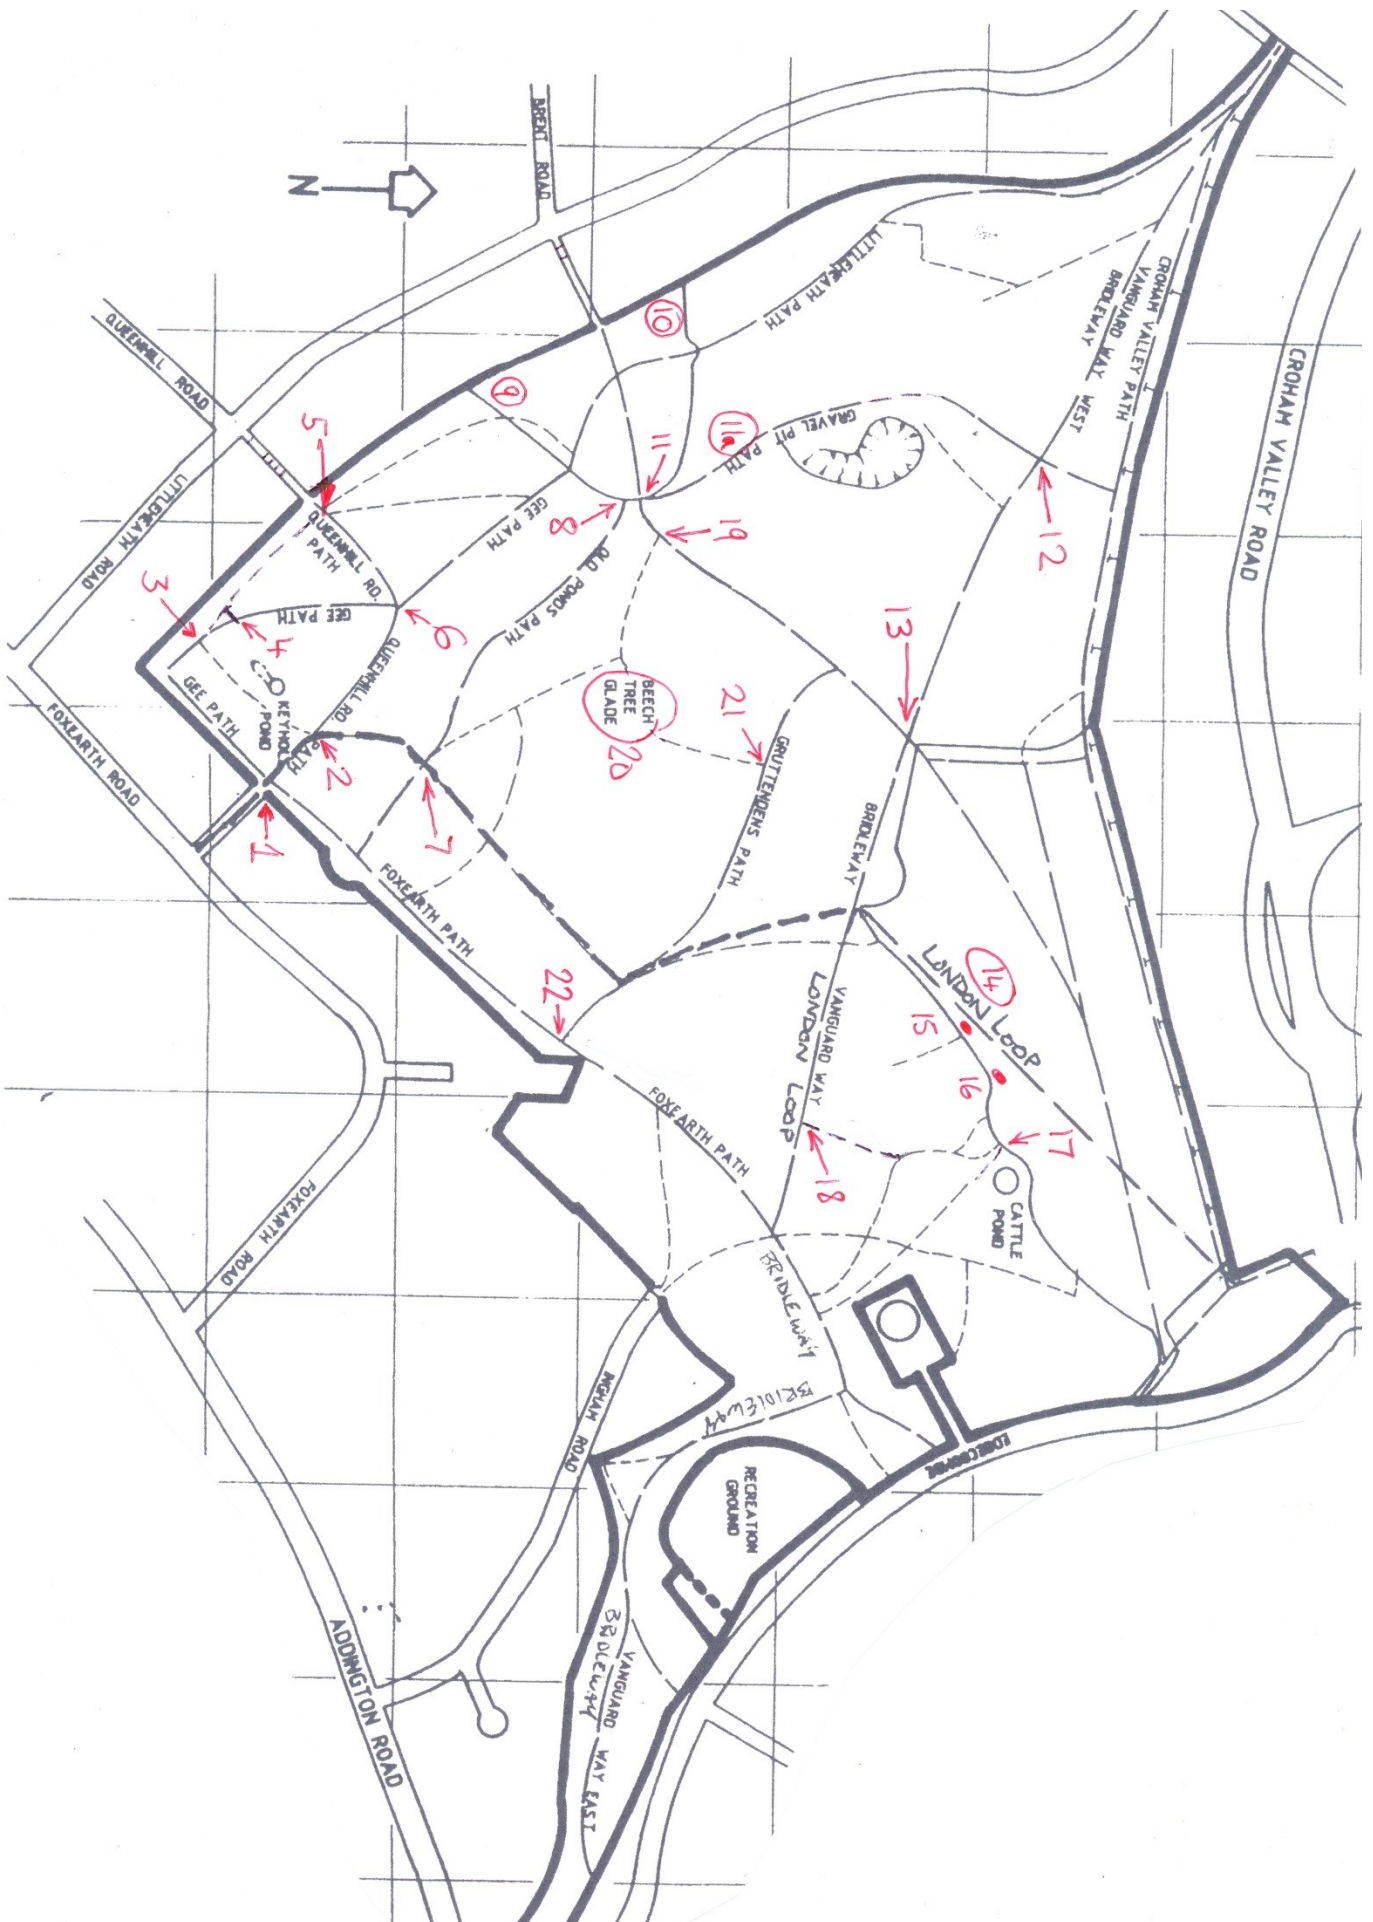 CROHAM VALLEY ROAD
CROHAM VALLEY PATH
VANGUARD WAY WEST
BRIDLEWAY
LITTLEHEATH PATH
BRENT ROAD
N
QUEENHILL ROAD
LITTLEHEATH ROAD
FOXEARTH ROAD
10
9
11a
GRAVEL PIT
PATH
11
12
5
QUEENHILL RD.
PATH
GEE PATH
8
19
OLD PONDS PATH
3
4
GEE PATH
6
13
GEE PATH
KEYHOLE
POND
QUEENHILL RD.
PATH
2
1
7
BEECH
TREE
GLADE
20
21
GRUTTENDENS PATH
BRIDLEWAY
FOXEARTH PATH
22
14
LONDON LOOP
15
16
17
VANGUARD WAY
LONDON LOOP
18
CATTLE
POND
FOXEARTH PATH
FOXEARTH ROAD
BRIDLEWAY
BRIDLEWAY
INGHAM ROAD
EDGECOOMBE
RECREATION
GROUND
VANGUARD WAY EAST
BRIDLEWAY
ADDINGTON ROAD